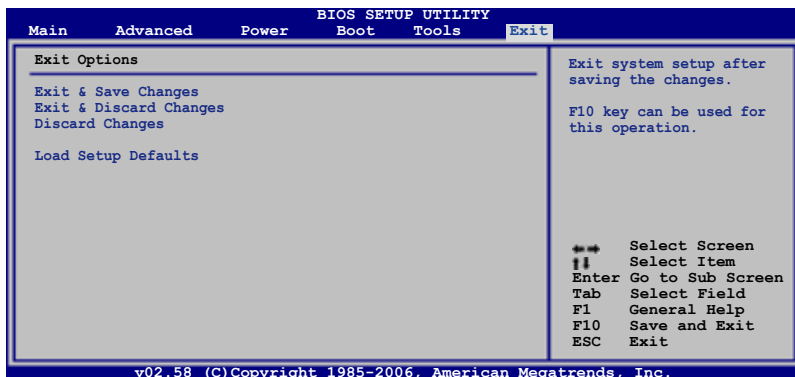 BIOS SETUP UTILITY
Main Advanced Power Boot Tools Exit
Exit Options
Exit & Save Changes
Exit & Discard Changes
Discard Changes
Load Setup Defaults
Exit system setup after
saving the changes.
F10 key can be used for
this operation.
Select Screen
Select Item
Enter Go to Sub Screen
Tab Select Field
F1 General Help
F10 Save and Exit
ESC Exit
v02.58 (C)Copyright 1985-2006, American Megatrends, Inc.